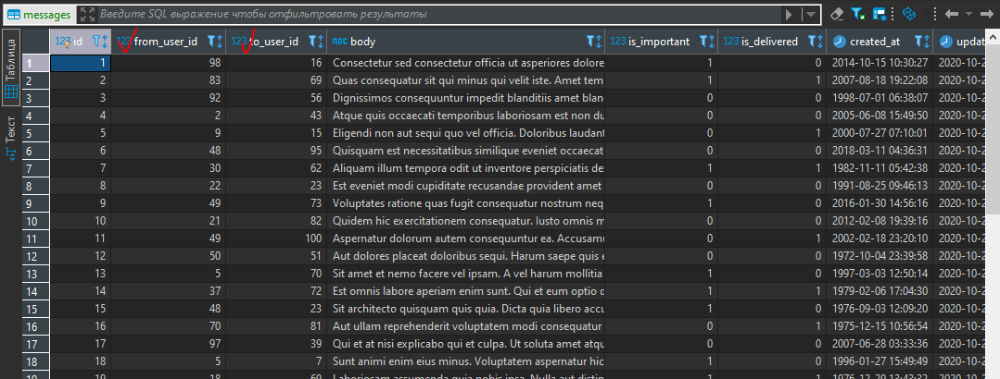 messages Введите SQL выражение чтобы отфильтровать результаты
Таблица
Текст
123 id 123 from_user_id 123 to_user_id ABC body 123 is_important 123 is_delivered created_at updat
1 1 98 16 Consectetur sed consectetur officia ut asperiores dolore 1 0 2014-10-15 10:30:27 2020-10-2
2 2 83 69 Quas consequatur sit qui minus qui velit iste. Amet tem 1 1 2007-08-18 19:22:08 2020-10-2
3 3 92 56 Dignissimos consequuntur impedit blanditiis amet blan 0 0 1998-07-01 06:38:07 2020-10-2
4 4 2 43 Atque quis occaecati temporibus laboriosam est non du 0 0 2005-06-08 15:49:50 2020-10-2
5 5 9 15 Eligendi non aut sequi quo vel officia. Doloribus laudant 0 1 2000-07-27 07:10:01 2020-10-2
6 6 48 95 Quisquam est necessitatibus similique eveniet occaecat 0 0 2018-03-11 04:36:31 2020-10-2
7 7 30 62 Aliquam illum tempora odit ut inventore perspiciatis de 1 1 1982-11-11 05:42:38 2020-10-2
8 8 22 23 Est eveniet modi cupiditate recusandae provident amet 0 0 1991-08-25 09:46:13 2020-10-2
9 9 49 73 Voluptates ratione quas fugit consequatur nostrum neq 1 0 2016-01-30 14:56:16 2020-10-2
10 10 21 82 Quidem hic exercitationem consequatur. Iusto omnis m 0 0 2012-02-08 19:39:16 2020-10-2
11 11 49 100 Aspernatur dolorum autem consequuntur ea. Accusamu 0 1 2002-02-18 23:20:10 2020-10-2
12 12 50 51 Aut dolores placeat doloribus sequi. Harum saepe quis e 0 0 1972-10-04 23:39:58 2020-10-2
13 13 5 70 Sit amet et nemo facere vel ipsam. A vel harum mollitia 1 0 1997-03-03 12:50:14 2020-10-2
14 14 37 72 Est omnis labore aperiam enim sunt. Qui et eum optio c 1 0 1979-02-06 17:04:30 2020-10-2
15 15 48 23 Sit architecto quisquam quis quia. Dicta quia libero accu 1 0 1976-09-03 12:09:20 2020-10-2
16 16 70 81 Aut ullam reprehenderit voluptatem modi consequatur 0 1 1975-12-15 10:56:54 2020-10-2
17 17 97 39 Qui et at nisi explicabo qui et culpa. Ut soluta amet atqu 0 0 2007-06-28 03:33:36 2020-10-2
18 18 5 7 Sunt animi enim eius minus. Voluptatem aspernatur hic 1 0 1996-01-27 15:49:49 2020-10-2